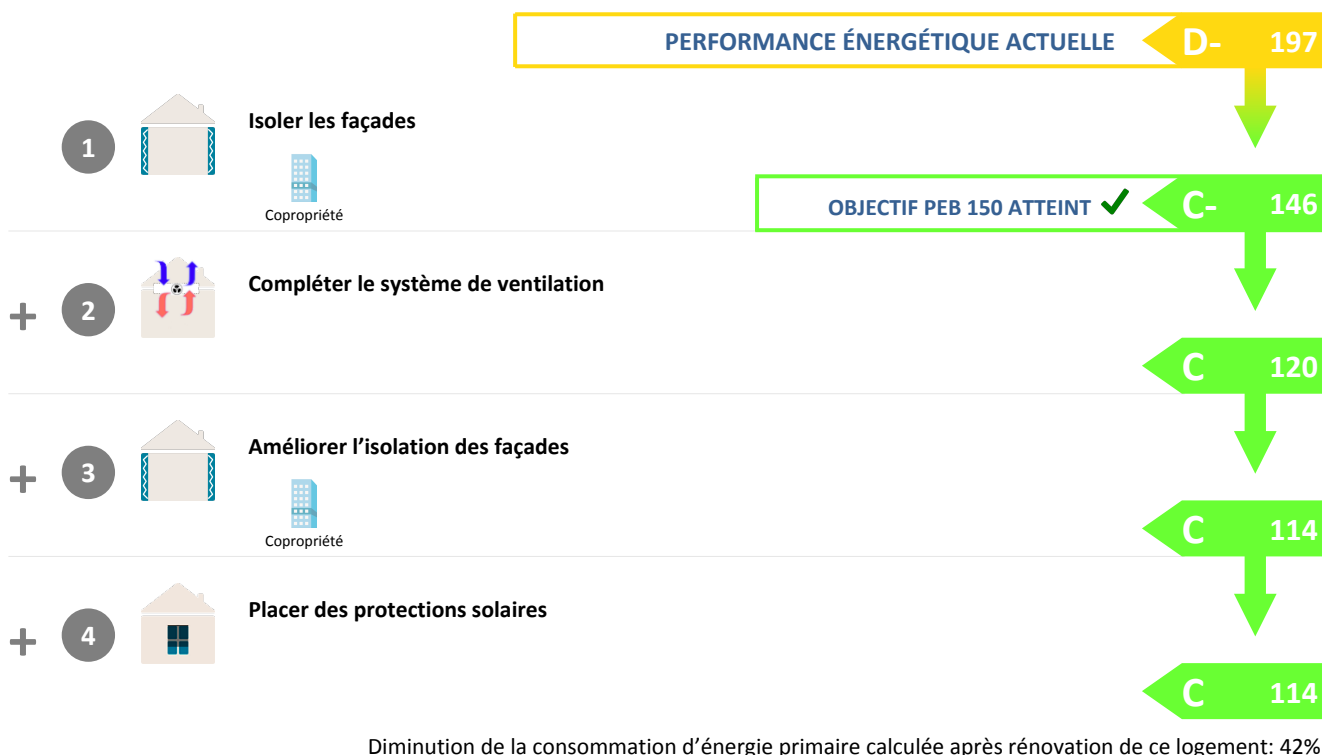 PERFORMANCE ÉNERGÉTIQUE ACTUELLE D- 197
1 Isoler les façades
Copropriété
OBJECTIF PEB 150 ATTEINT ✔ C- 146
+ 2 Compléter le système de ventilation
C 120
+ 3 Améliorer l’isolation des façades
Copropriété
C 114
+ 4 Placer des protections solaires
C 114
Diminution de la consommation d’énergie primaire calculée après rénovation de ce logement: 42%